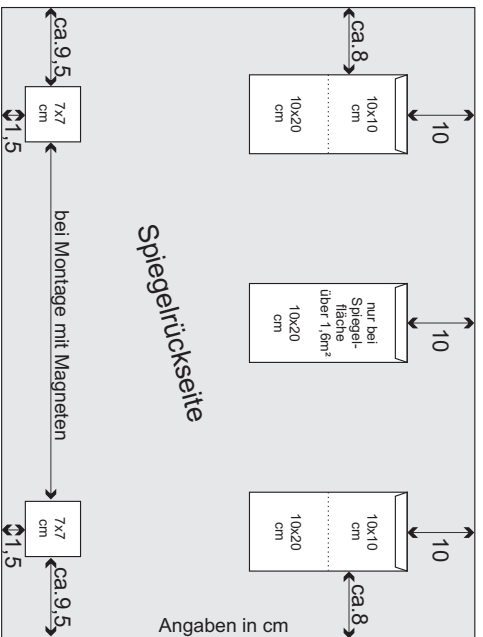 10
10
10
ca.8
10x10
cm
10x20
cm
nur bei
Spiegel-
fläche
über 1,6m²
10x20
cm
10x10
cm
10x20
cm
ca.8
Spiegelrückseite
Angaben in cm
ca.9,5
7x7
cm
1,5
bei Montage mit Magneten
7x7
cm
1,5
ca.9,5